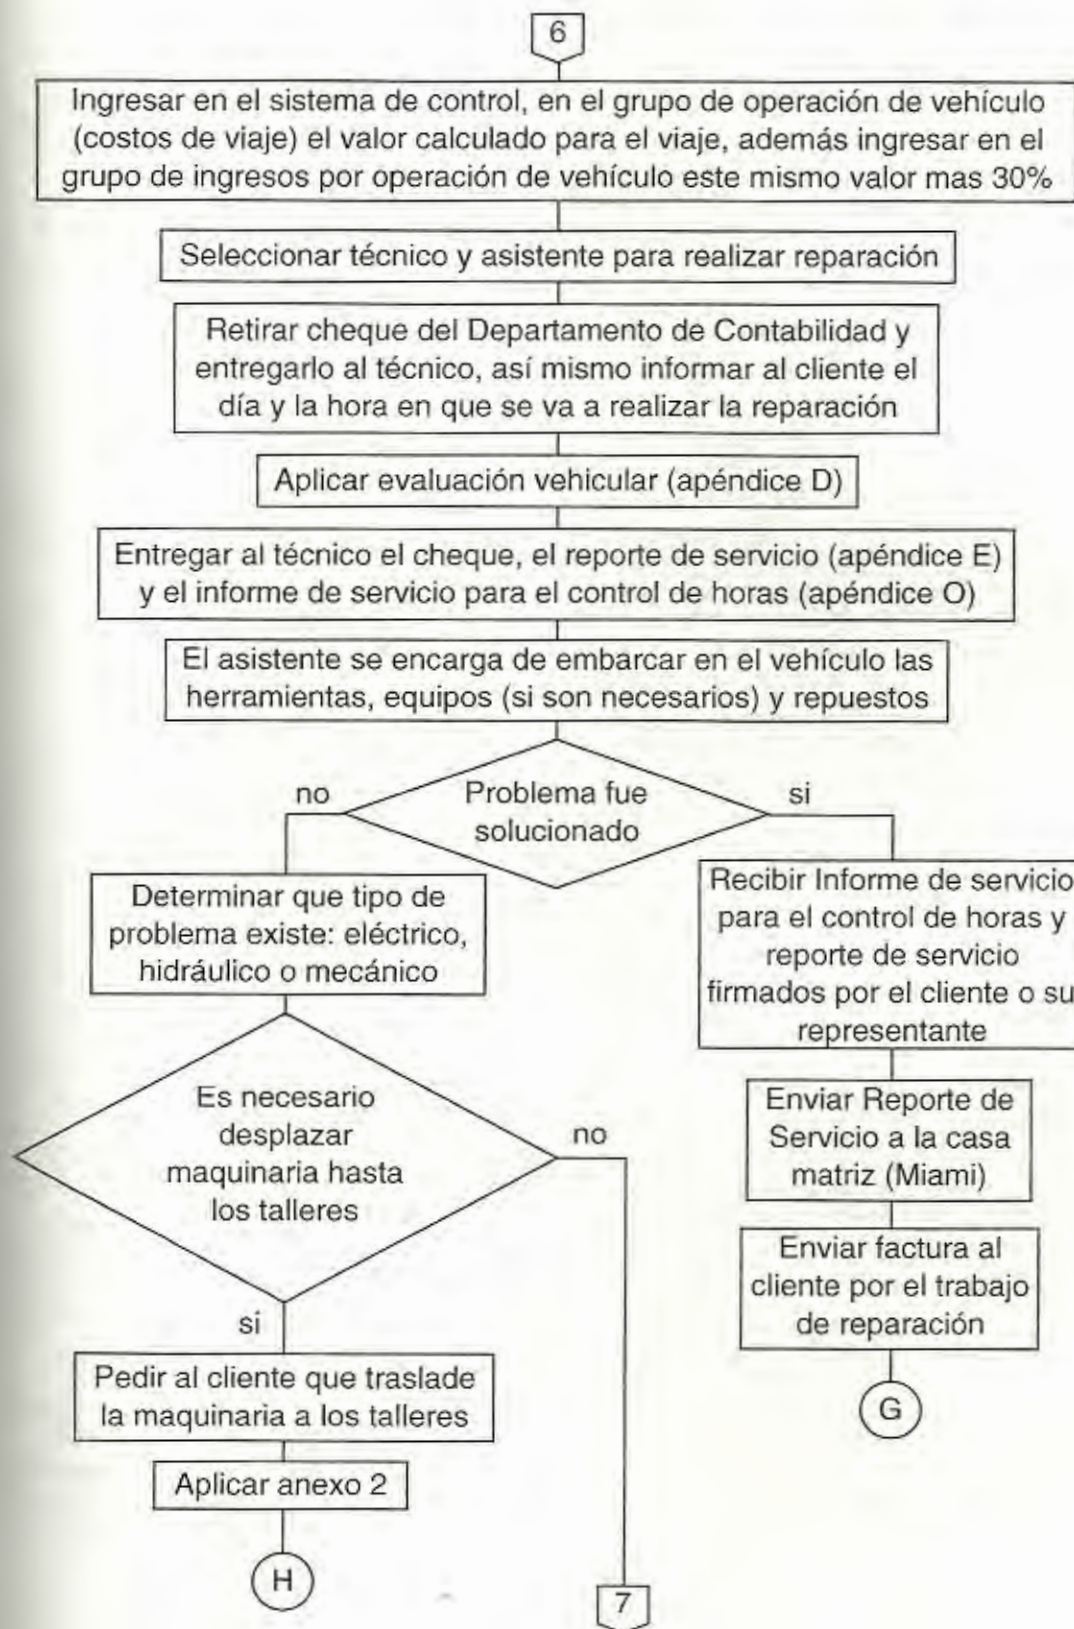 6
Ingresar en el sistema de control, en el grupo de operación de vehículo
(costos de viaje) el valor calculado para el viaje, además ingresar en el
grupo de ingresos por operación de vehículo este mismo valor mas 30%
Seleccionar técnico y asistente para realizar reparación
Retirar cheque del Departamento de Contabilidad y
entregarlo al técnico, así mismo informar al cliente el
día y la hora en que se va a realizar la reparación
Aplicar evaluación vehicular (apéndice D)
Entregar al técnico el cheque, el reporte de servicio (apéndice E)
y el informe de servicio para el control de horas (apéndice O)
El asistente se encarga de embarcar en el vehículo las
herramientas, equipos (si son necesarios) y repuestos
Problema fue
solucionado
no
si
Determinar que tipo de
problema existe: eléctrico,
hidráulico o mecánico
Es necesario
desplazar
maquinaria hasta
los talleres
no
si
Pedir al cliente que traslade
la maquinaria a los talleres
Aplicar anexo 2
H
7
Recibir Informe de servicio
para el control de horas y
reporte de servicio
firmados por el cliente o su
representante
Enviar Reporte de
Servicio a la casa
matriz (Miami)
Enviar factura al
cliente por el trabajo
de reparación
G